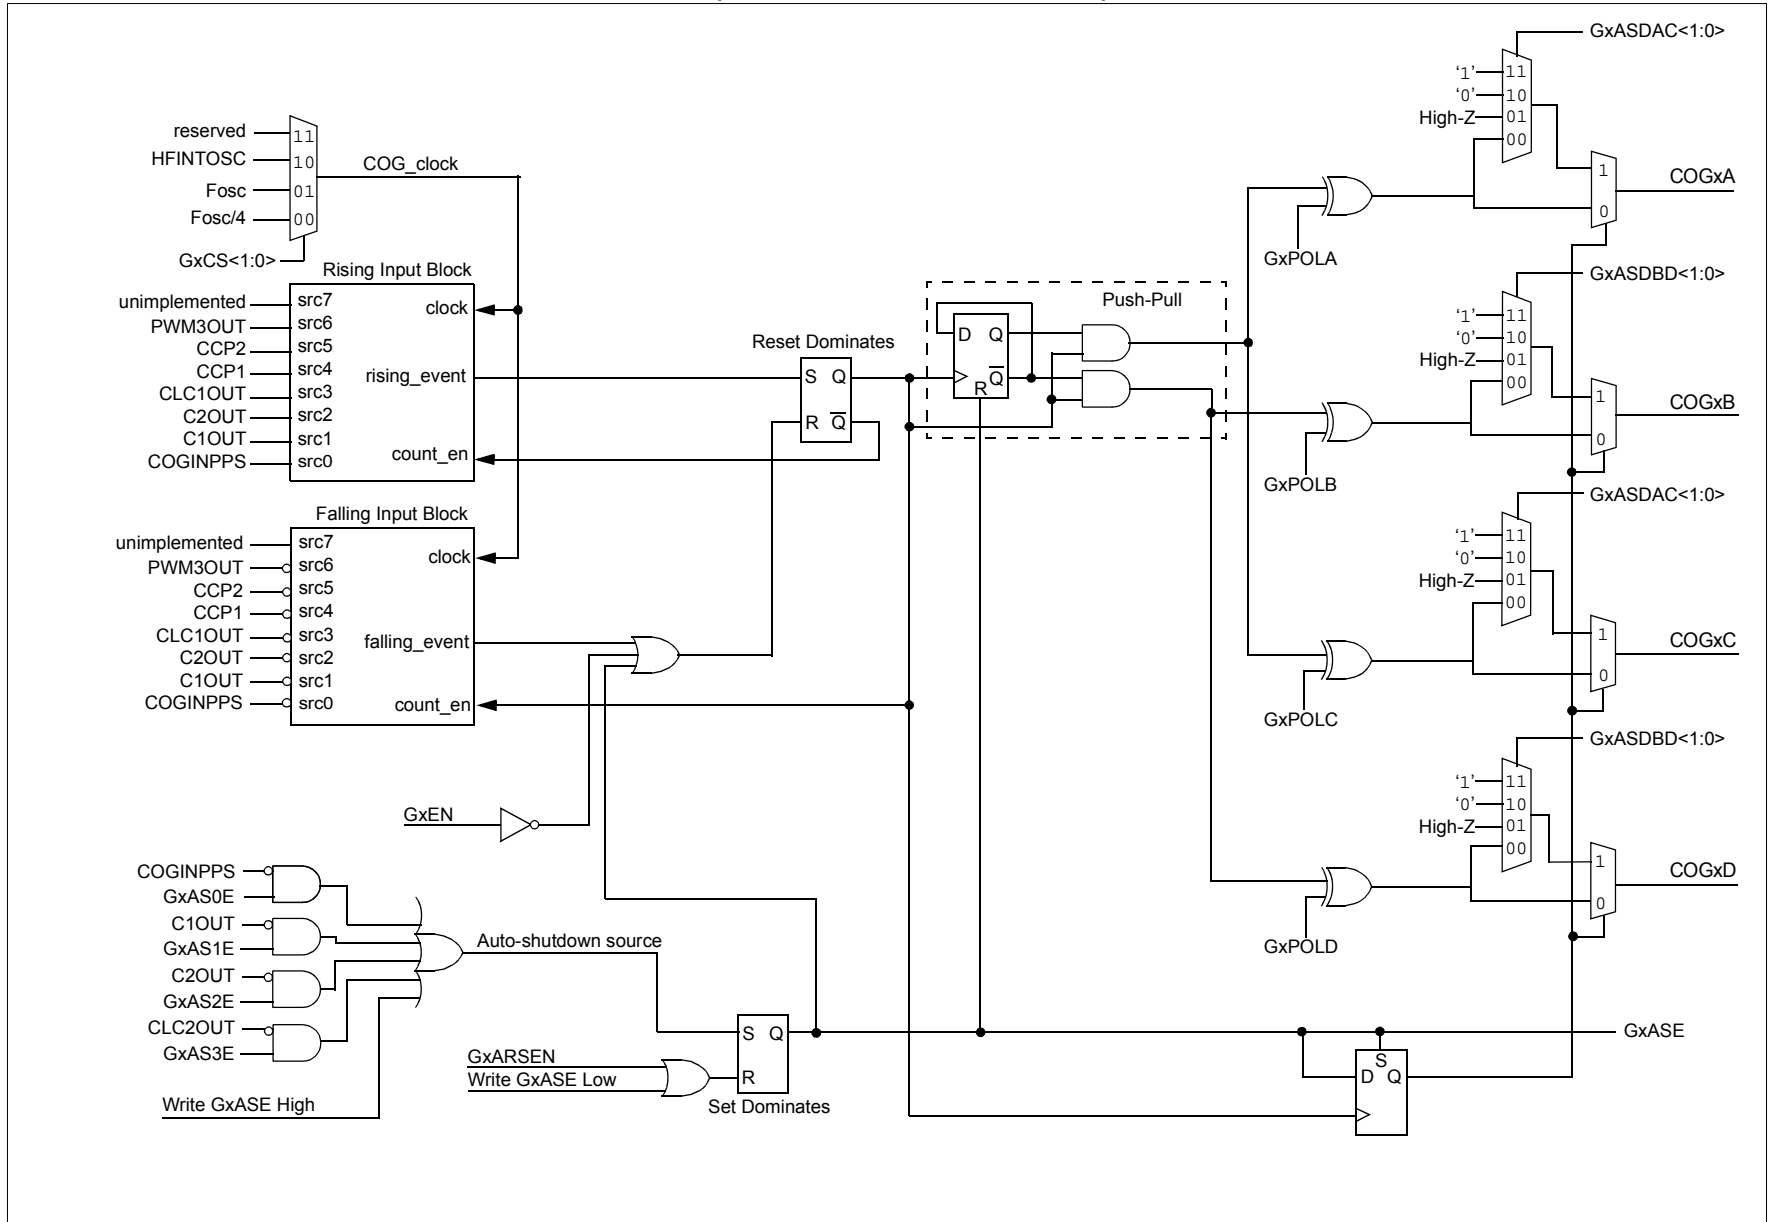 GxASDAC<1:0>
'1' 11
'0' 10
High-Z 01
00
1
0
COGxA
GxPOLA
reserved 11
HFINTOSC 10
Fosc 01
Fosc/4 00
COG_clock
GxCS<1:0>
Rising Input Block
unimplemented src7
PWM3OUT src6
CCP2 src5
CCP1 src4
CLC1OUT src3
C2OUT src2
C1OUT src1
COGINPPS src0
clock
rising_event
count_en
Reset Dominates
S Q
R Q
Push-Pull
D Q
Q
R
GxASDBD<1:0>
'1' 11
'0' 10
High-Z 01
00
1
0
COGxB
GxPOLB
Falling Input Block
unimplemented src7
PWM3OUT src6
CCP2 src5
CCP1 src4
CLC1OUT src3
C2OUT src2
C1OUT src1
COGINPPS src0
clock
falling_event
count_en
GxASDAC<1:0>
'1' 11
'0' 10
High-Z 01
00
1
0
COGxC
GxPOLC
GxEN
GxASDBD<1:0>
'1' 11
'0' 10
High-Z 01
00
1
0
COGxD
GxPOLD
COGINPPS
GxAS0E
C1OUT
GxAS1E
C2OUT
GxAS2E
CLC2OUT
GxAS3E
Auto-shutdown source
Write GxASE High
GxARSEN
Write GxASE Low
S Q
R
Set Dominates
GxASE
S
D Q